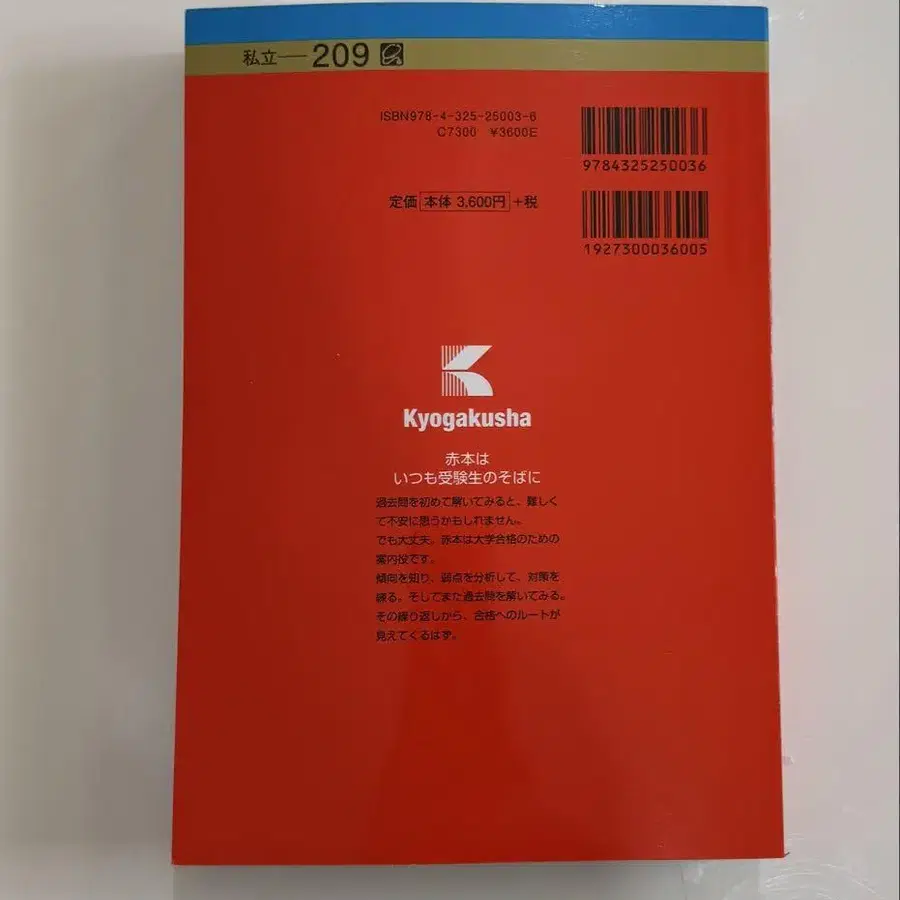 私立―209
ISBN978-4-325-25003-6
C7300 ¥3600E
9784325250036
定価 本体 3,600円 +税
1927300036005
Kyogakusha
赤本は
いつも受験生のそばに
過去問を初めて解いてみると、難しく
て不安に思うかもしれません。
でも大丈夫。赤本は大学合格のための
案内役です。
傾向を知り、弱点を分析して、対策を
練る。そしてまた過去問を解いてみる。
その繰り返しから、合格へのルートが
見えてくるはず。